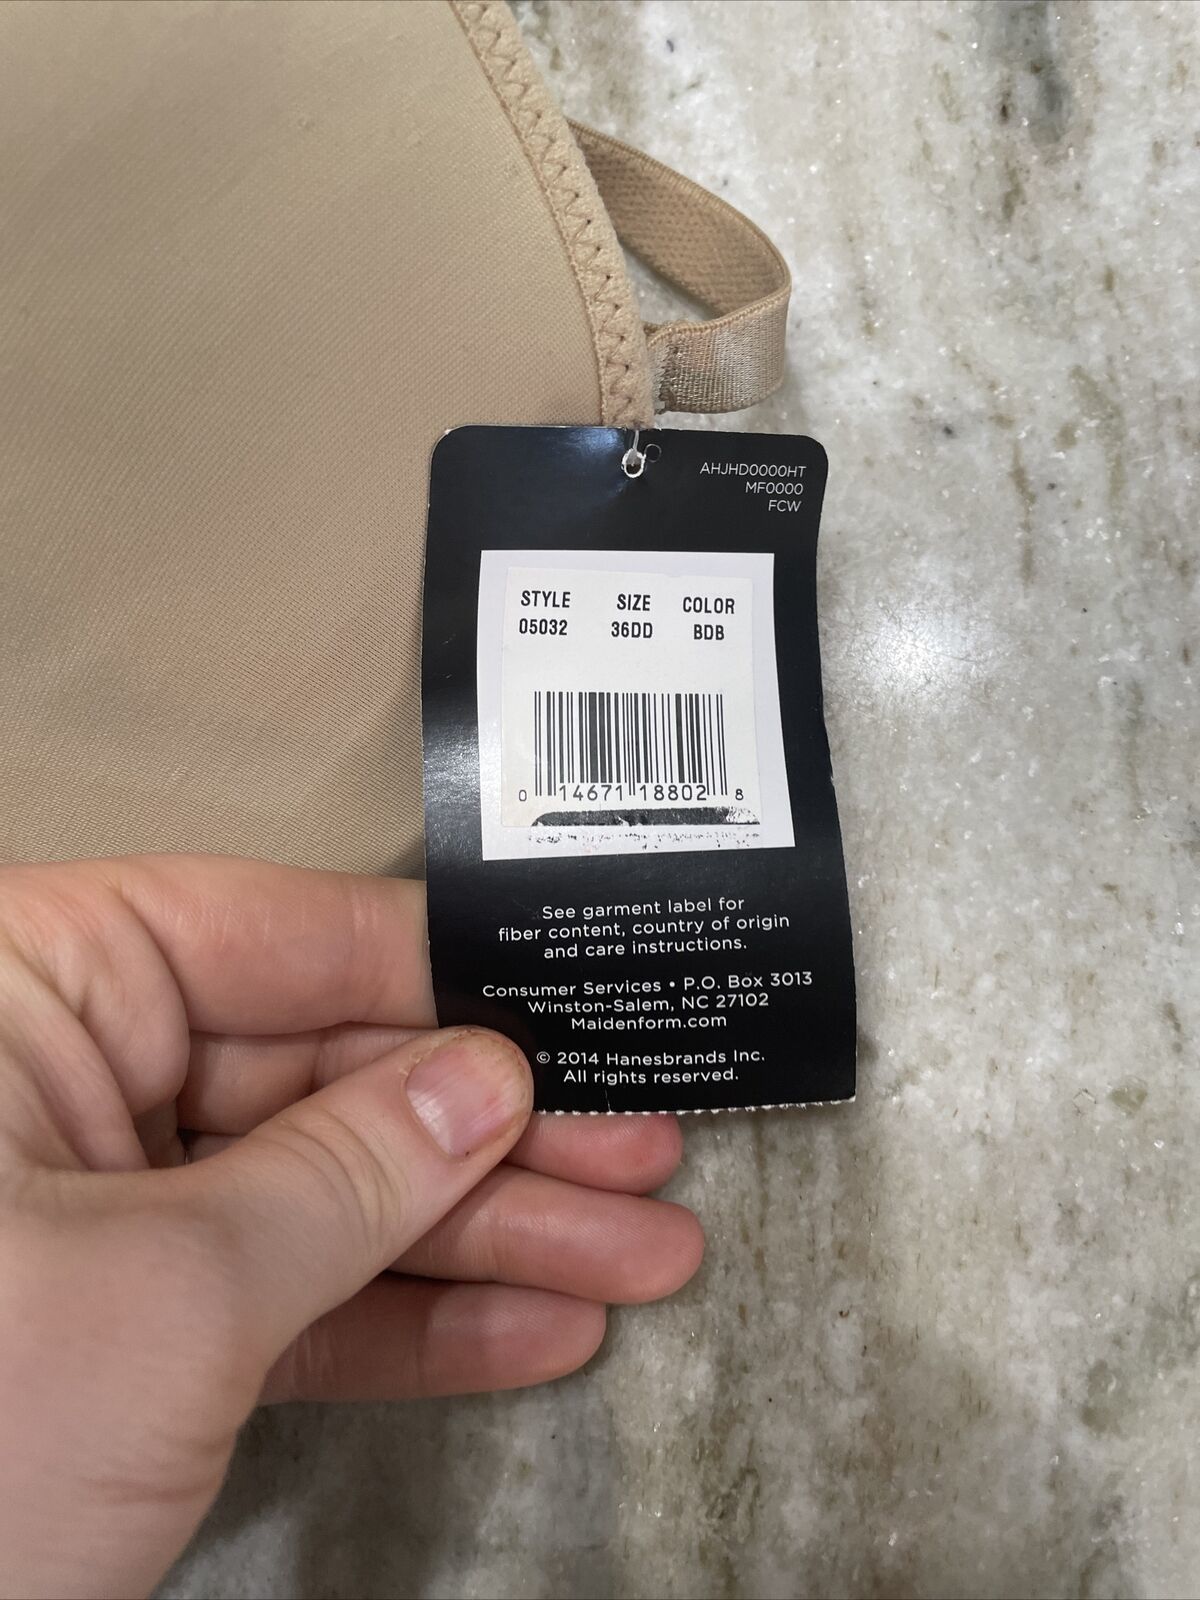 AHJHD0000HT
MF0000
FCW
STYLE SIZE COLOR
05032 36DD BDB
0 14671 18802 8
See garment label for
fiber content, country of origin
and care instructions.
Consumer Services • P.O. Box 3013
Winston-Salem, NC 27102
Maidenform.com
© 2014 Hanesbrands Inc.
All rights reserved.